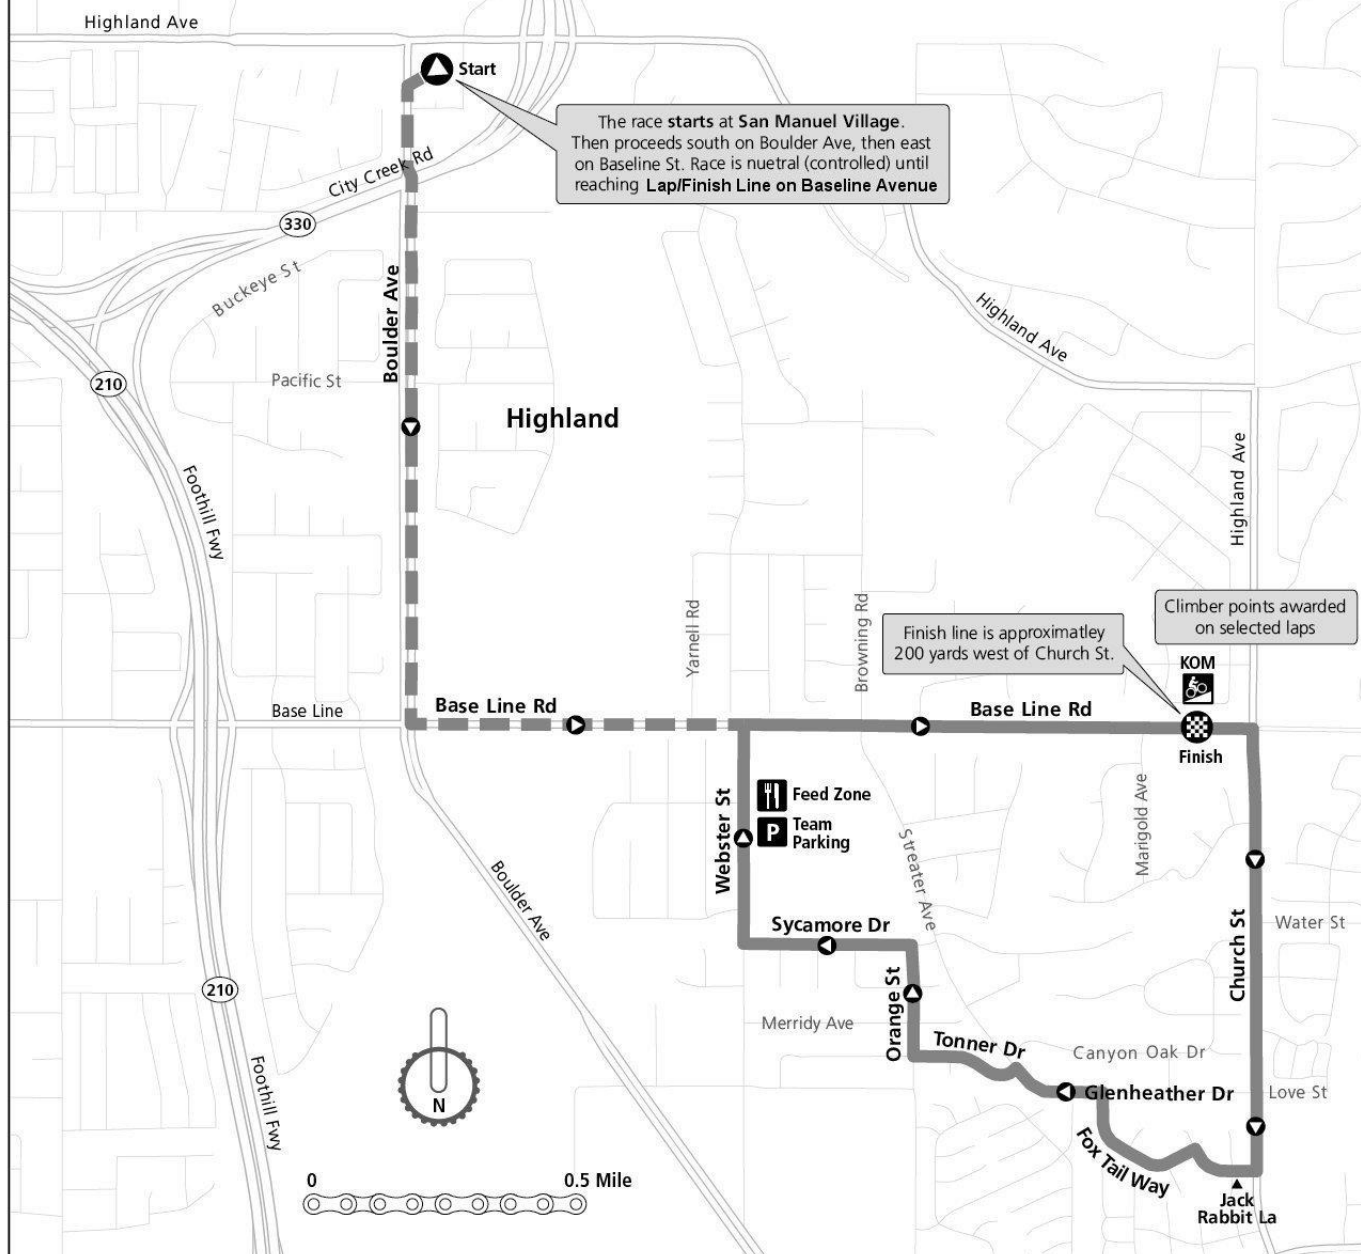 Highland Ave
Start
The race starts at San Manuel Village.
Then proceeds south on Boulder Ave, then east
on Baseline St. Race is nuetral (controlled) until
reaching Lap/Finish Line on Baseline Avenue
City Creek Rd
330
Buckeye St
Boulder Ave
Highland Ave
210
Pacific St
Highland
Foothill Fwy
Highland Ave
Yarnell Rd
Browning Rd
Climber points awarded
on selected laps
Finish line is approximatley
200 yards west of Church St.
KOM
Base Line
Base Line Rd
Base Line Rd
Finish
Webster St
Feed Zone
P
Team
Parking
Streater Ave
Marigold Ave
Boulder Ave
Sycamore Dr
Church St
Water St
210
Orange St
Merridy Ave
Tonner Dr
Canyon Oak Dr
Glenheather Dr
Love St
Foothill Fwy
N
Fox Tail Way
0
0.5 Mile
Jack
Rabbit La